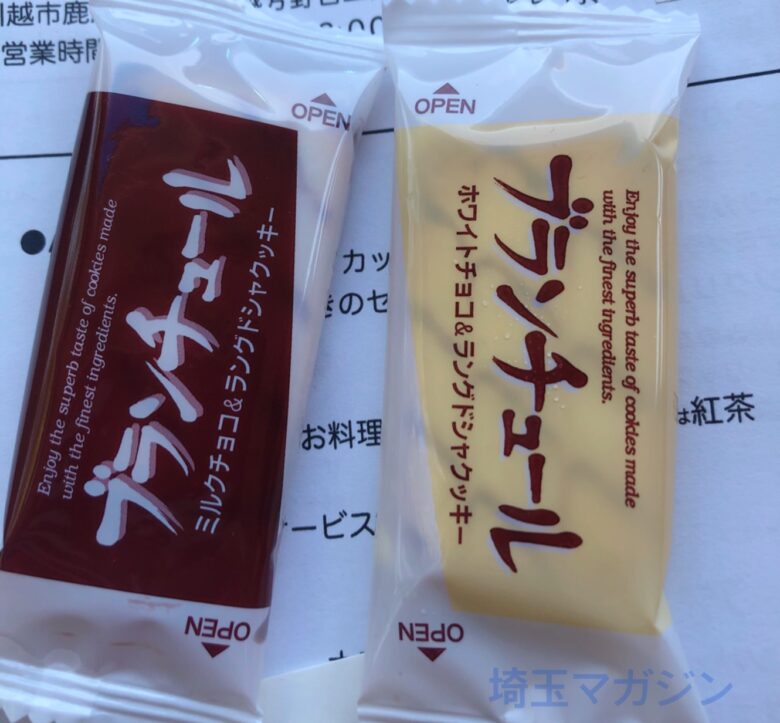 川越市鹿
営業時間
OPEN
Enjoy the superb taste of cookies made
with the finest ingredients.
ブランチュール
ミルクチョコ&ラングドシャクッキー
OPEN
OPEN
Enjoy the superb taste of cookies made
with the finest ingredients.
ブランチュール
ホワイトチョコ&ラングドシャクッキー
OPEN
カッ
きのセ
お料理
は紅茶
ービス
埼玉マガジン